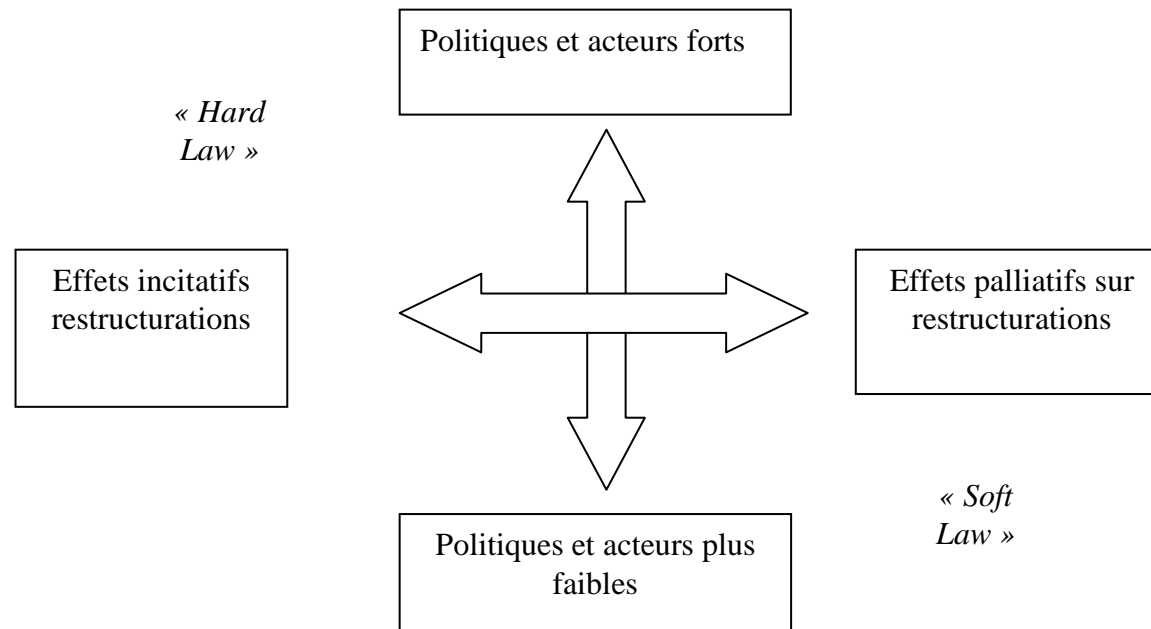 Politiques et acteurs forts
« Hard
Law »
Effets incitatifs
restructurations
Effets palliatifs sur
restructurations
« Soft
Law »
Politiques et acteurs plus
faibles